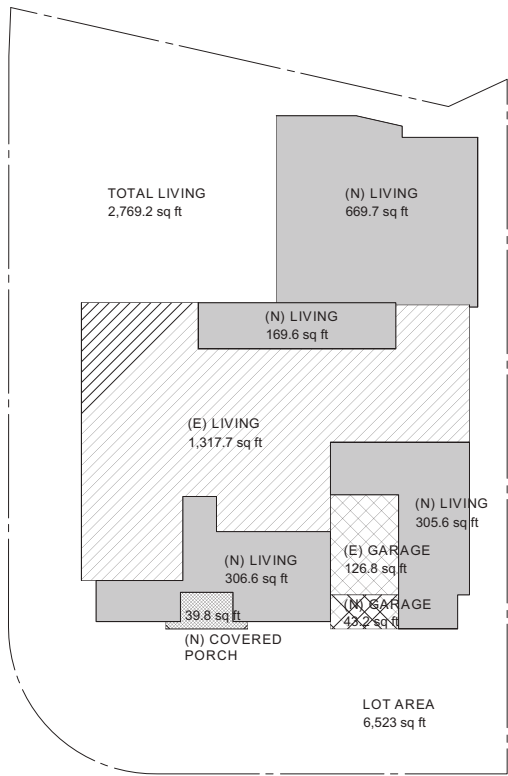 TOTAL LIVING
2,769.2 sq ft
(N) LIVING
669.7 sq ft
(N) LIVING
169.6 sq ft
(E) LIVING
1,317.7 sq ft
(N) LIVING
305.6 sq ft
(E) GARAGE
126.8 sq ft
(N) LIVING
306.6 sq ft
(N) GARAGE
43.2 sq ft
39.8 sq ft
(N) COVERED
PORCH
LOT AREA
6,523 sq ft